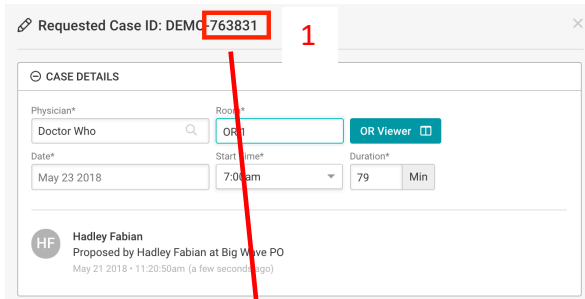 Requested Case ID: DEMO-763831
1
CASE DETAILS
Physician* Room*
Doctor Who OR 1 OR Viewer
Date* Start Time* Duration*
May 23 2018 7:00am 79 Min
HF
Hadley Fabian
Proposed by Hadley Fabian at Big Wave PO
May 21 2018 • 11:20:50am (a few seconds ago)